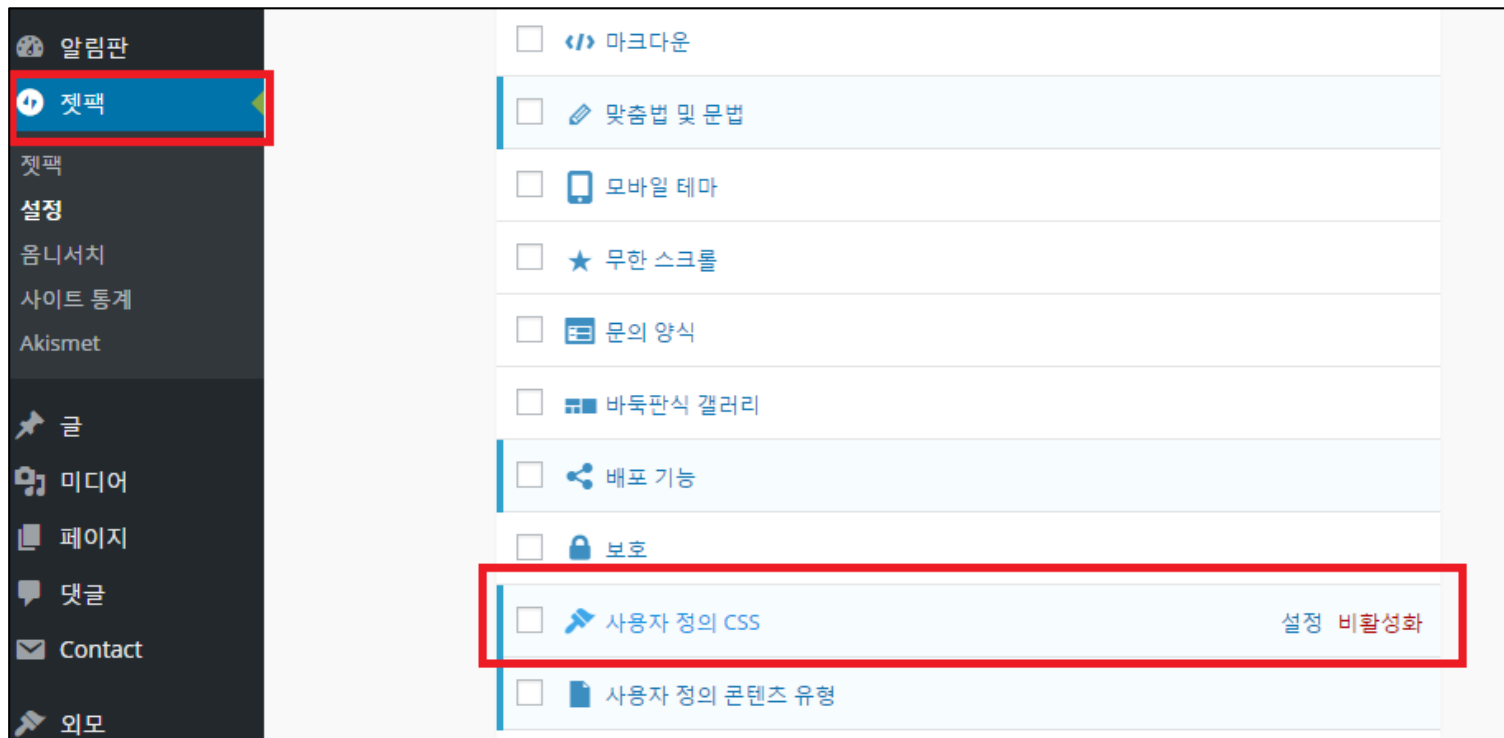 알림판
젯팩
젯팩
설정
옴니서치
사이트 통계
Akismet
글
미디어
페이지
댓글
Contact
외모
마크다운
맞춤법 및 문법
모바일 테마
무한 스크롤
문의 양식
바둑판식 갤러리
배포 기능
보호
사용자 정의 CSS 설정 비활성화
사용자 정의 콘텐츠 유형